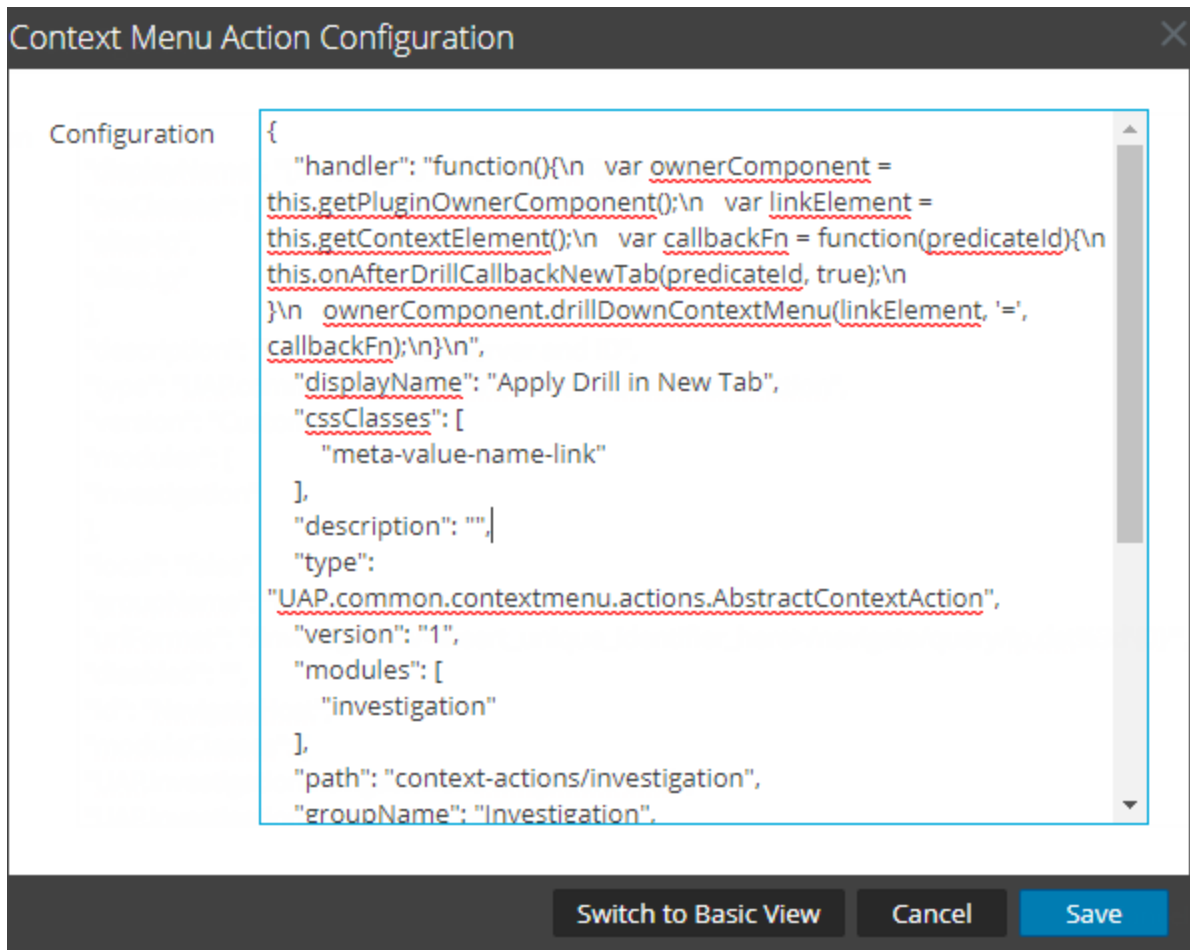 Context Menu Action Configuration
Configuration
{
"handler": "function(){\n   var ownerComponent =
this.getPluginOwnerComponent();\n   var linkElement =
this.getContextElement();\n   var callbackFn = function(predicateId){\n
this.onAfterDrillCallbackNewTab(predicateId, true);\n
}\n   ownerComponent.drillDownContextMenu(linkElement, '=',
callbackFn);\n}\n",
"displayName": "Apply Drill in New Tab",
"cssClasses": [
"meta-value-name-link"
],
"description": "",
"type":
"UAP.common.contextmenu.actions.AbstractContextAction",
"version": "1",
"modules": [
"investigation"
],
"path": "context-actions/investigation",
"groupName": "Investigation",
Switch to Basic View
Cancel
Save